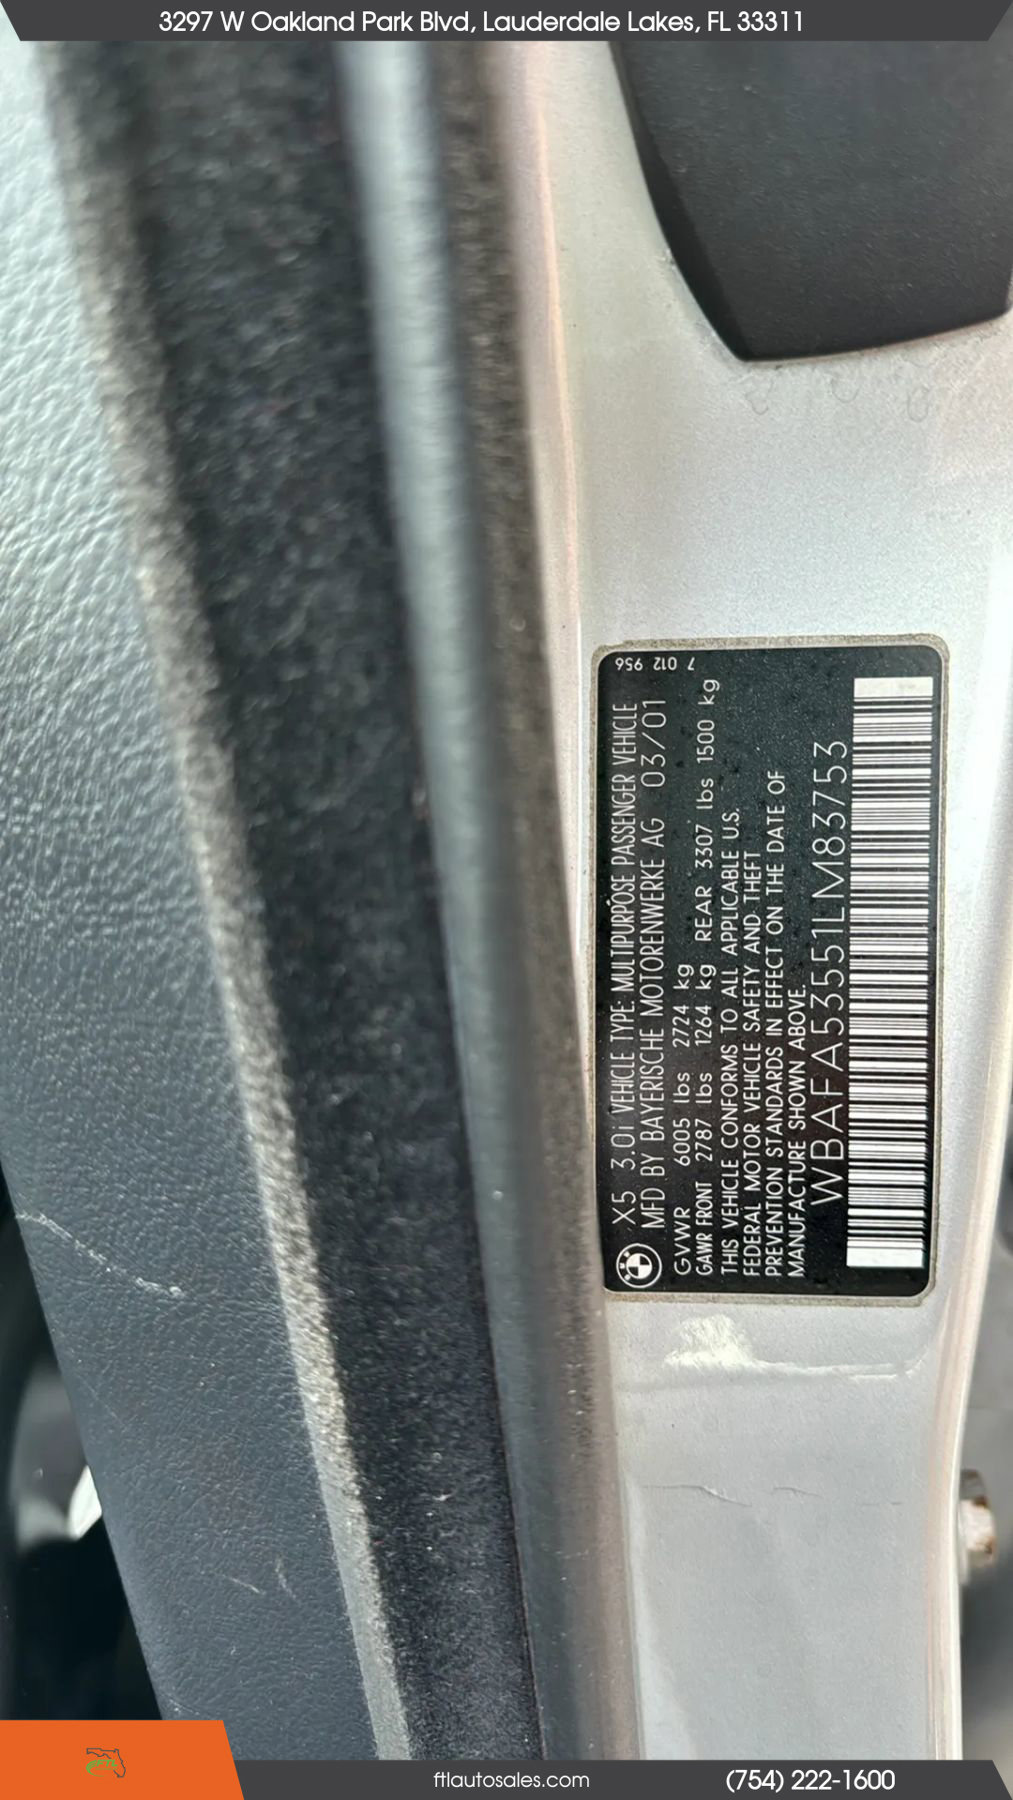 3297 W Oakland Park Blvd, Lauderdale Lakes, FL 33311
7 012 956
X5 3.0i VEHICLE TYPE: MULTIPURPOSE PASSENGER VEHICLE
MFD BY BAYERISCHE MOTORENWERKE AG 03/01
GVWR 6005 lbs 2724 kg
GAWR FRONT 2787 lbs 1264 kg REAR 3307 lbs 1500 kg
THIS VEHICLE CONFORMS TO ALL APPLICABLE U.S.
FEDERAL MOTOR VEHICLE SAFETY AND THEFT
PREVENTION STANDARDS IN EFFECT ON THE DATE OF
MANUFACTURE SHOWN ABOVE.
WBAFA53551LM83753
ftlautosales.com
(754) 222-1600